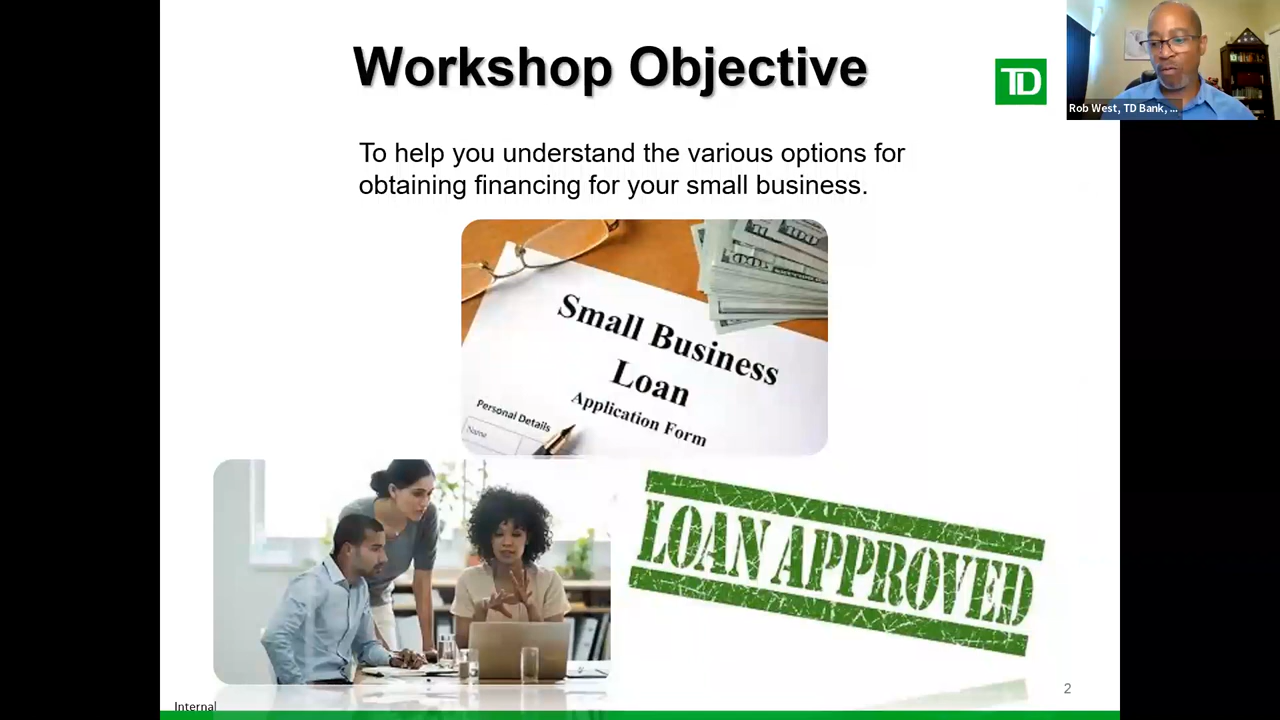 Workshop Objective
TD
Rob West, TD Bank, ...
To help you understand the various options for
obtaining financing for your small business.
Small Business
Loan
Application Form
Personal Details
Name
LOAN APPROVED
2
Internal